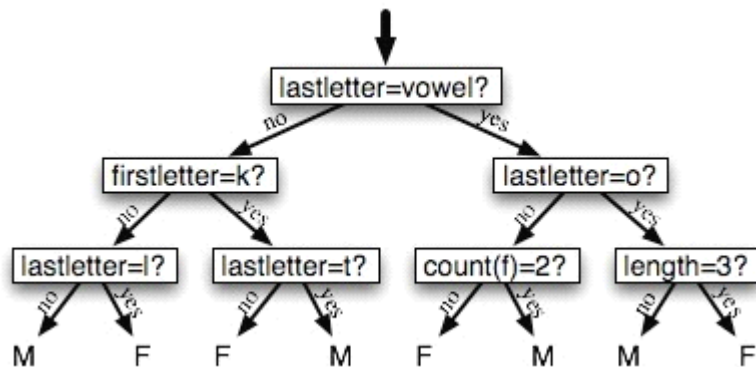 lastletter=vowel?
no yes
firstletter=k? lastletter=o?
no yes no yes
lastletter=l? lastletter=t? count(f)=2? length=3?
no yes no yes no yes no yes
M F F M F M M F